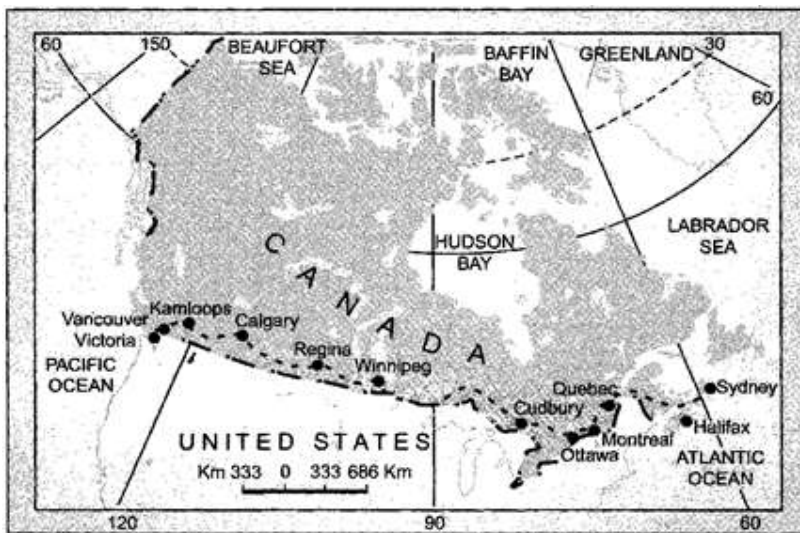 60
150
BEAUFORT
SEA
BAFFIN
BAY
GREENLAND
30
60
LABRADOR
SEA
HUDSON
BAY
CANADA
Vancouver
Kamloops
Victoria
Calgary
Regina
Winnipeg
PACIFIC
OCEAN
Quebec
Sydney
Cudbury
Halifax
Montreal
Ottawa
ATLANTIC
OCEAN
UNITED STATES
Km 333 0 333 686 Km
120
90
60